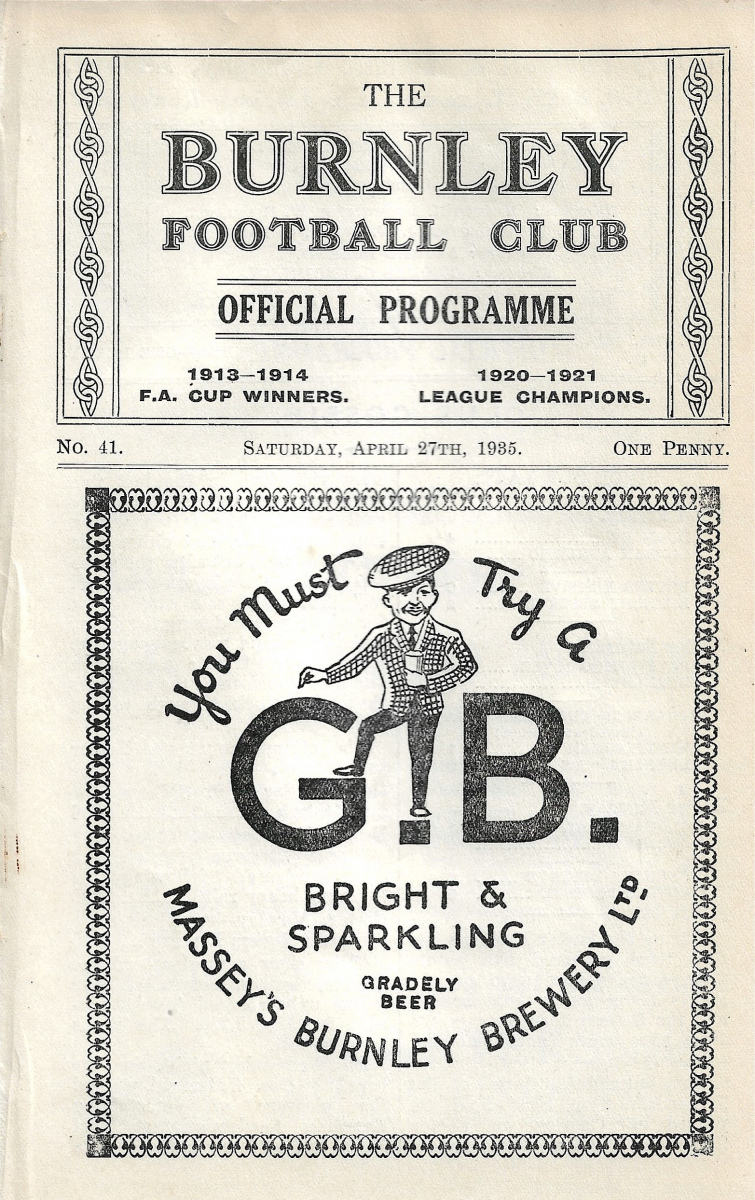 THE
BURNLEY
FOOTBALL CLUB
OFFICIAL PROGRAMME
1913–1914
F.A. CUP WINNERS.
1920–1921
LEAGUE CHAMPIONS.
No. 41. SATURDAY, APRIL 27TH, 1935. ONE PENNY.
You Must Try A
G.B.
BRIGHT &
SPARKLING
GRADELY
BEER
MASSEY'S BURNLEY BREWERY LTD